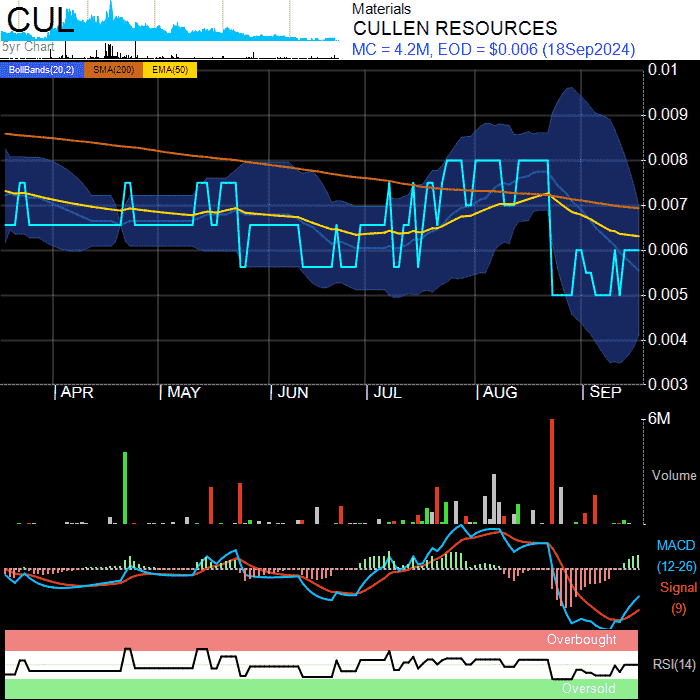 CUL
5yr Chart
Materials
CULLEN RESOURCES
MC = 4.2M, EOD = $0.006 (18Sep2024)
BollBands(20,2) SMA(200) EMA(50)
0.01
0.009
0.008
0.007
0.006
0.005
0.004
0.003
APR MAY JUN JUL AUG SEP
6M
Volume
MACD
(12-26)
Signal
(9)
Overbought
RSI(14)
Oversold